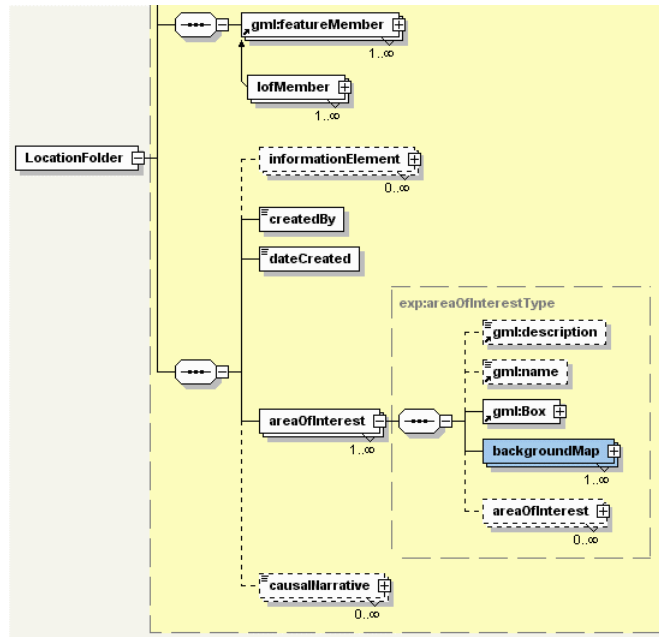 gml:featureMember
1..∞
lofMember
1..∞
LocationFolder
informationElement
0..∞
createdBy
dateCreated
exp:areaOfInterestType
gml:description
gml:name
gml:Box
areaOfInterest
1..∞
backgroundMap
1..∞
areaOfInterest
0..∞
causalNarrative
0..∞